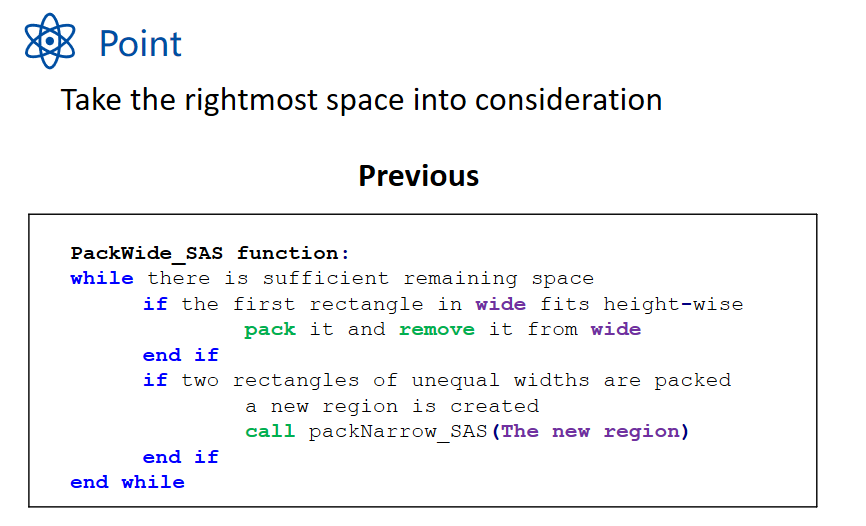 Point
Take the rightmost space into consideration
Previous
PackWide_SAS function:
while there is sufficient remaining space
if the first rectangle in wide fits height-wise
pack it and remove it from wide
end if
if two rectangles of unequal widths are packed
a new region is created
call packNarrow_SAS(The new region)
end if
end while